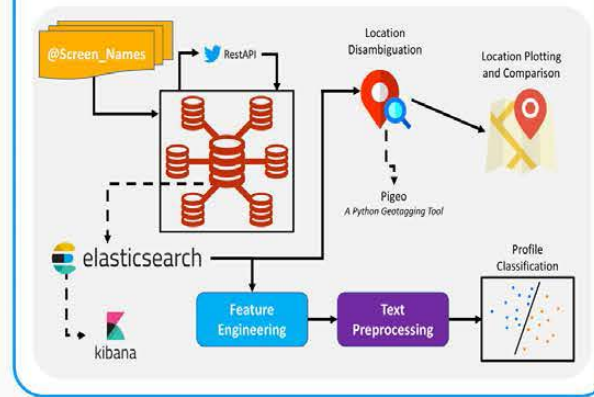 @Screen_Names
RestAPI
Location
Disambiguation
Location Plotting
and Comparison
Pigeo
A Python Geotagging Tool
elasticsearch
kibana
Feature
Engineering
Text
Preprocessing
Profile
Classification